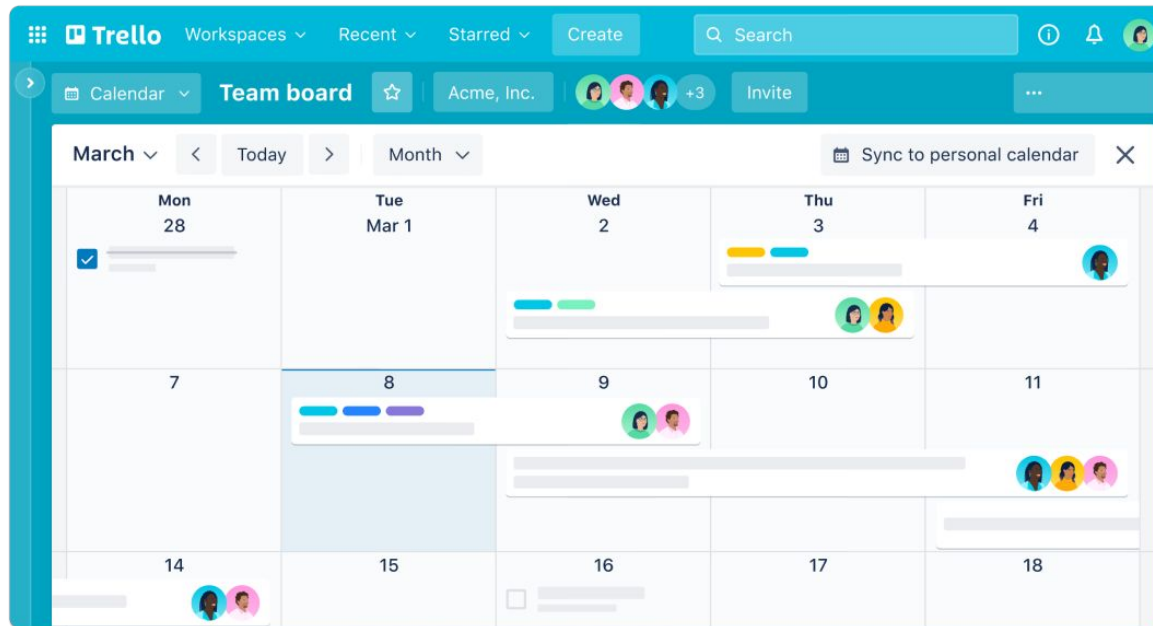 Trello Workspaces Recent Starred Create Search
Calendar Team board Acme, Inc. +3 Invite ...
March Today Month Sync to personal calendar
Mon Tue Wed Thu Fri
28 Mar 1 2 3 4
7 8 9 10 11
14 15 16 17 18